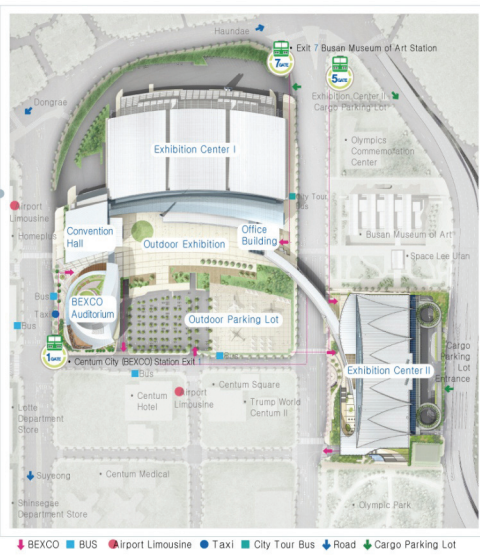 Haundae
7 GATE
Exit 7 Busan Museum of Art Station
5 GATE
Exhibition Center II
Cargo Parking Lot
Dongrae
Exhibition Center I
Olympics
Commemoration
Center
Airport
Limousine
Homeplus
City Tour
Bus
Convention
Hall
Outdoor Exhibition
Office
Building
Busan Museum of Art
Space Lee Ufan
Bus
Taxi
Bus
BEXCO
Auditorium
Outdoor Parking Lot
1 GATE
Centum City (BEXCO) Station Exit 1
Bus
Exhibition Center II
Cargo
Parking
Lot
Entrance
Centum
Hotel
Airport
Limousine
Centum Square
Trump World
Centum II
Lotte
Department
Store
Suyeong
Centum Medical
Shinsegae
Department Store
Olympic Park
BEXCO BUS Airport Limousine Taxi City Tour Bus Road Cargo Parking Lot